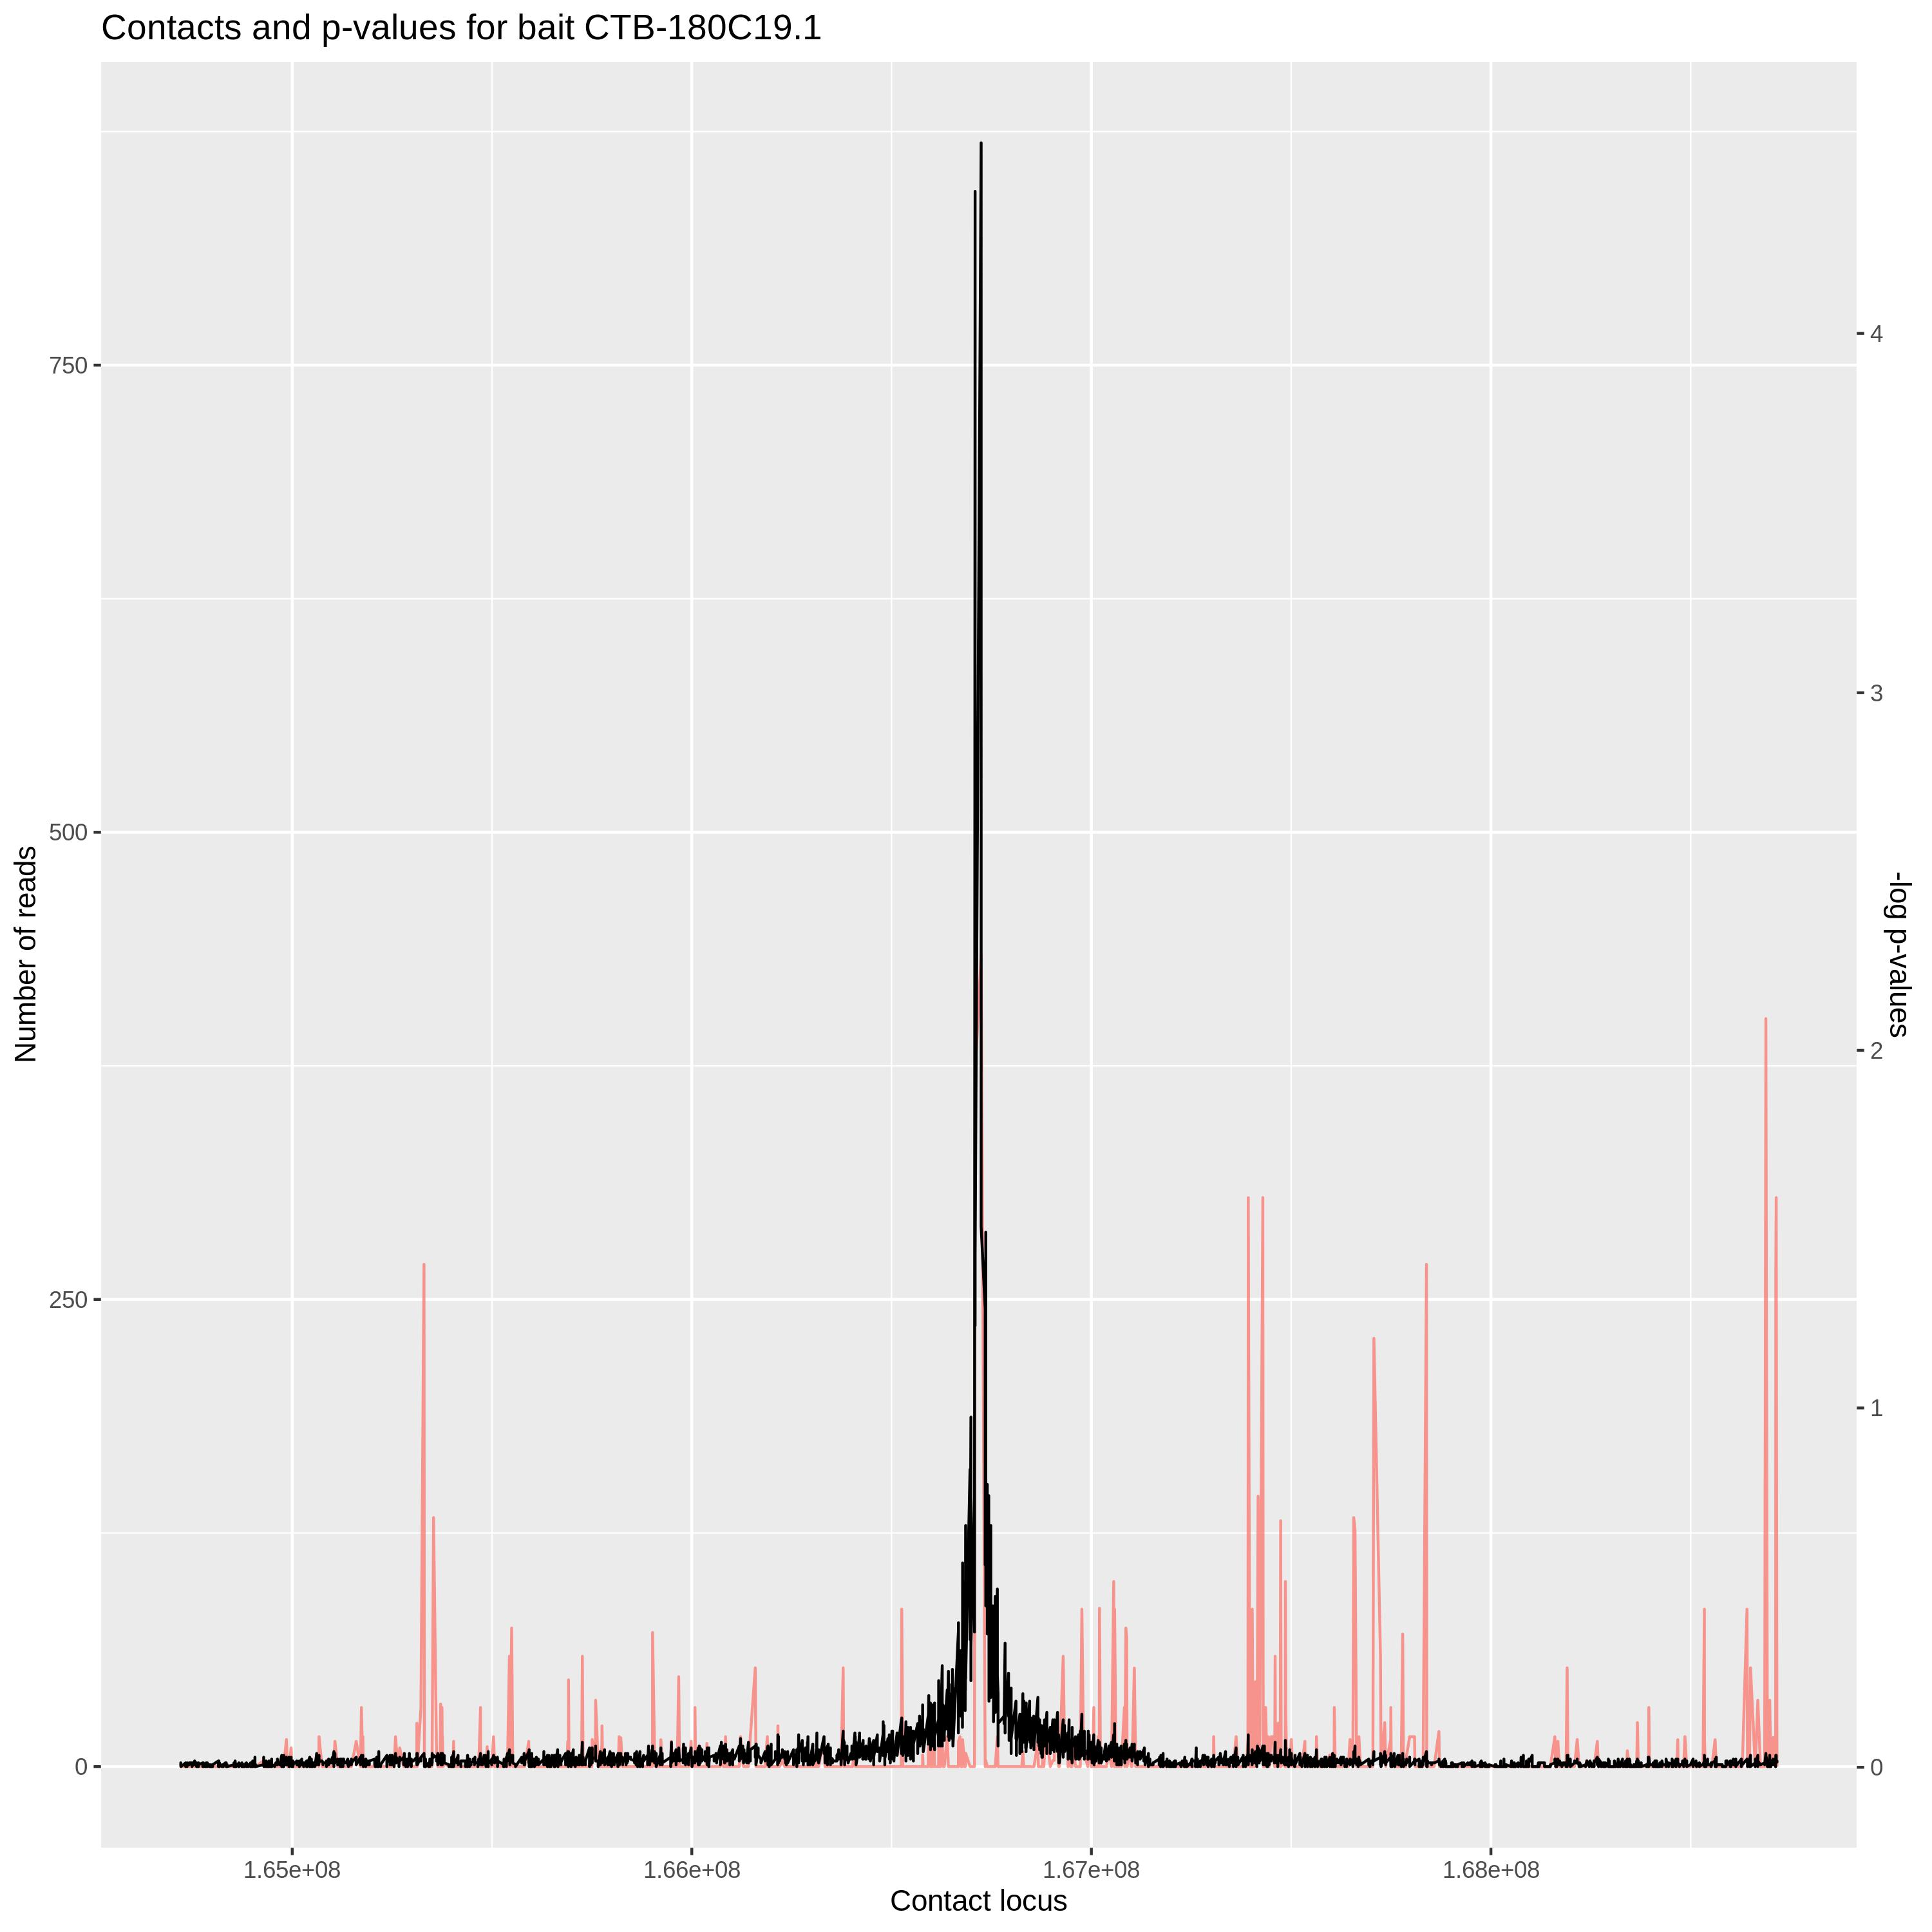 Contacts and p-values for bait CTB-180C19.1
750
500
250
0
Number of reads
4
3
2
1
0
-log p-values
1.65e+08
1.66e+08
1.67e+08
1.68e+08
Contact locus